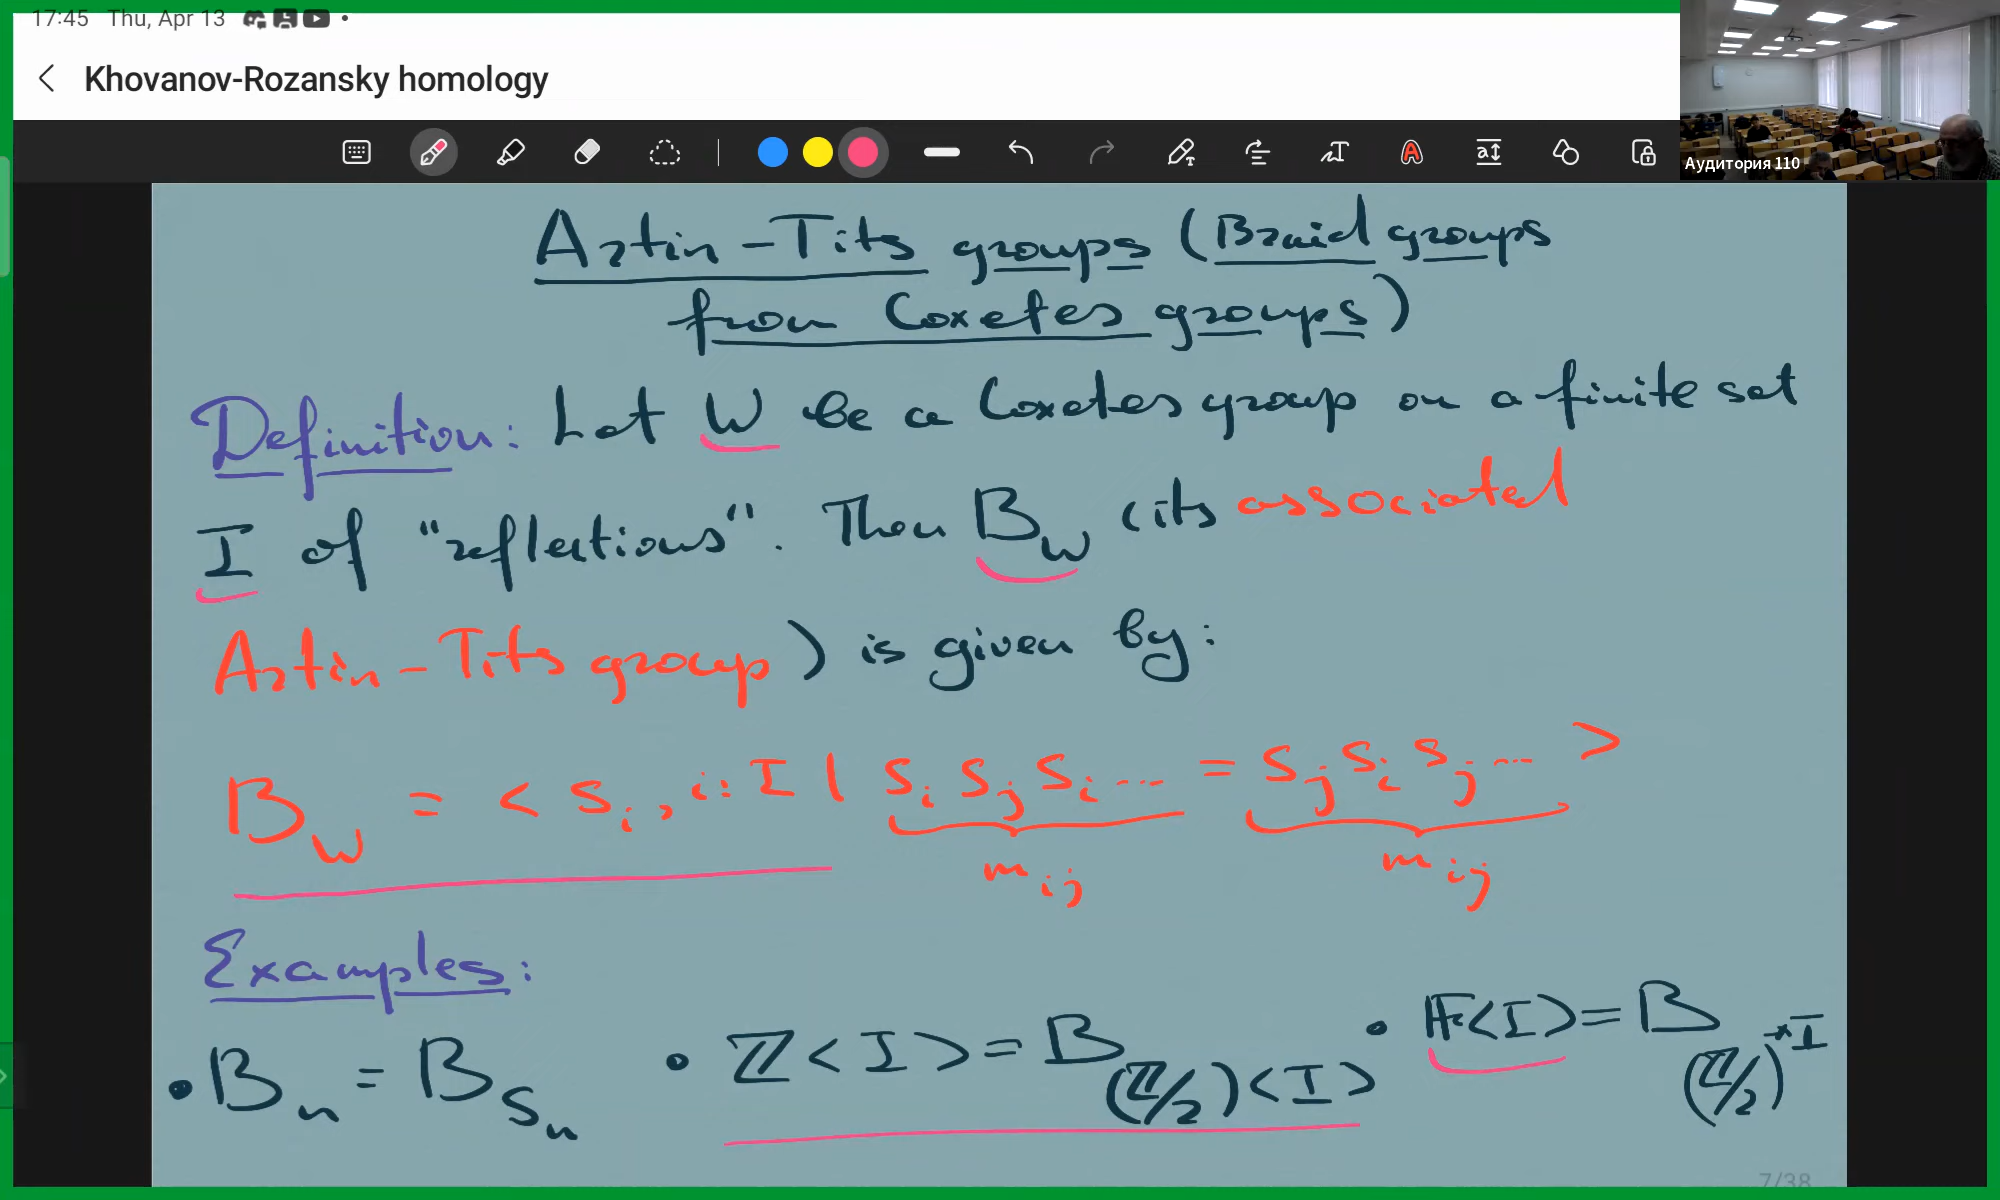 17:45 Thu, Apr 13
Khovanov-Rozansky homology
Аудитория 110
Artin-Tits groups (Braid groups
from Coxeter groups)
Definition: Let W be a Coxeter group on a finite set
I of "reflections". Then B_W (its associated
Artin-Tits group) is given by:
B_W = < s_i, i:I | s_i s_j s_i ... = s_j s_i s_j ... >
m_ij m_ij
Examples:
• B_n = B_{S_n} • ℤ<I> = B_{(ℤ/2)<I>} • 𝔽<I> = B_{(ℤ/2)^{*I}}
7/38